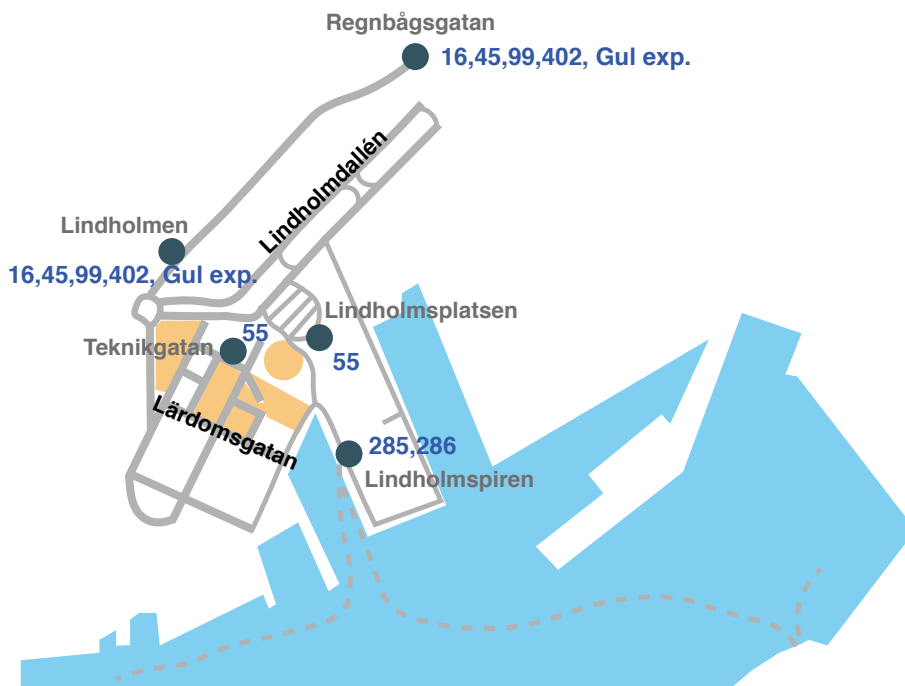 Regnbågsgatan
16,45,99,402, Gul exp.
Lindholmdallén
Lindholmen
16,45,99,402, Gul exp.
Lindholmsplatsen
55
Teknikgatan
55
Lärdomsgatan
285,286
Lindholmspiren